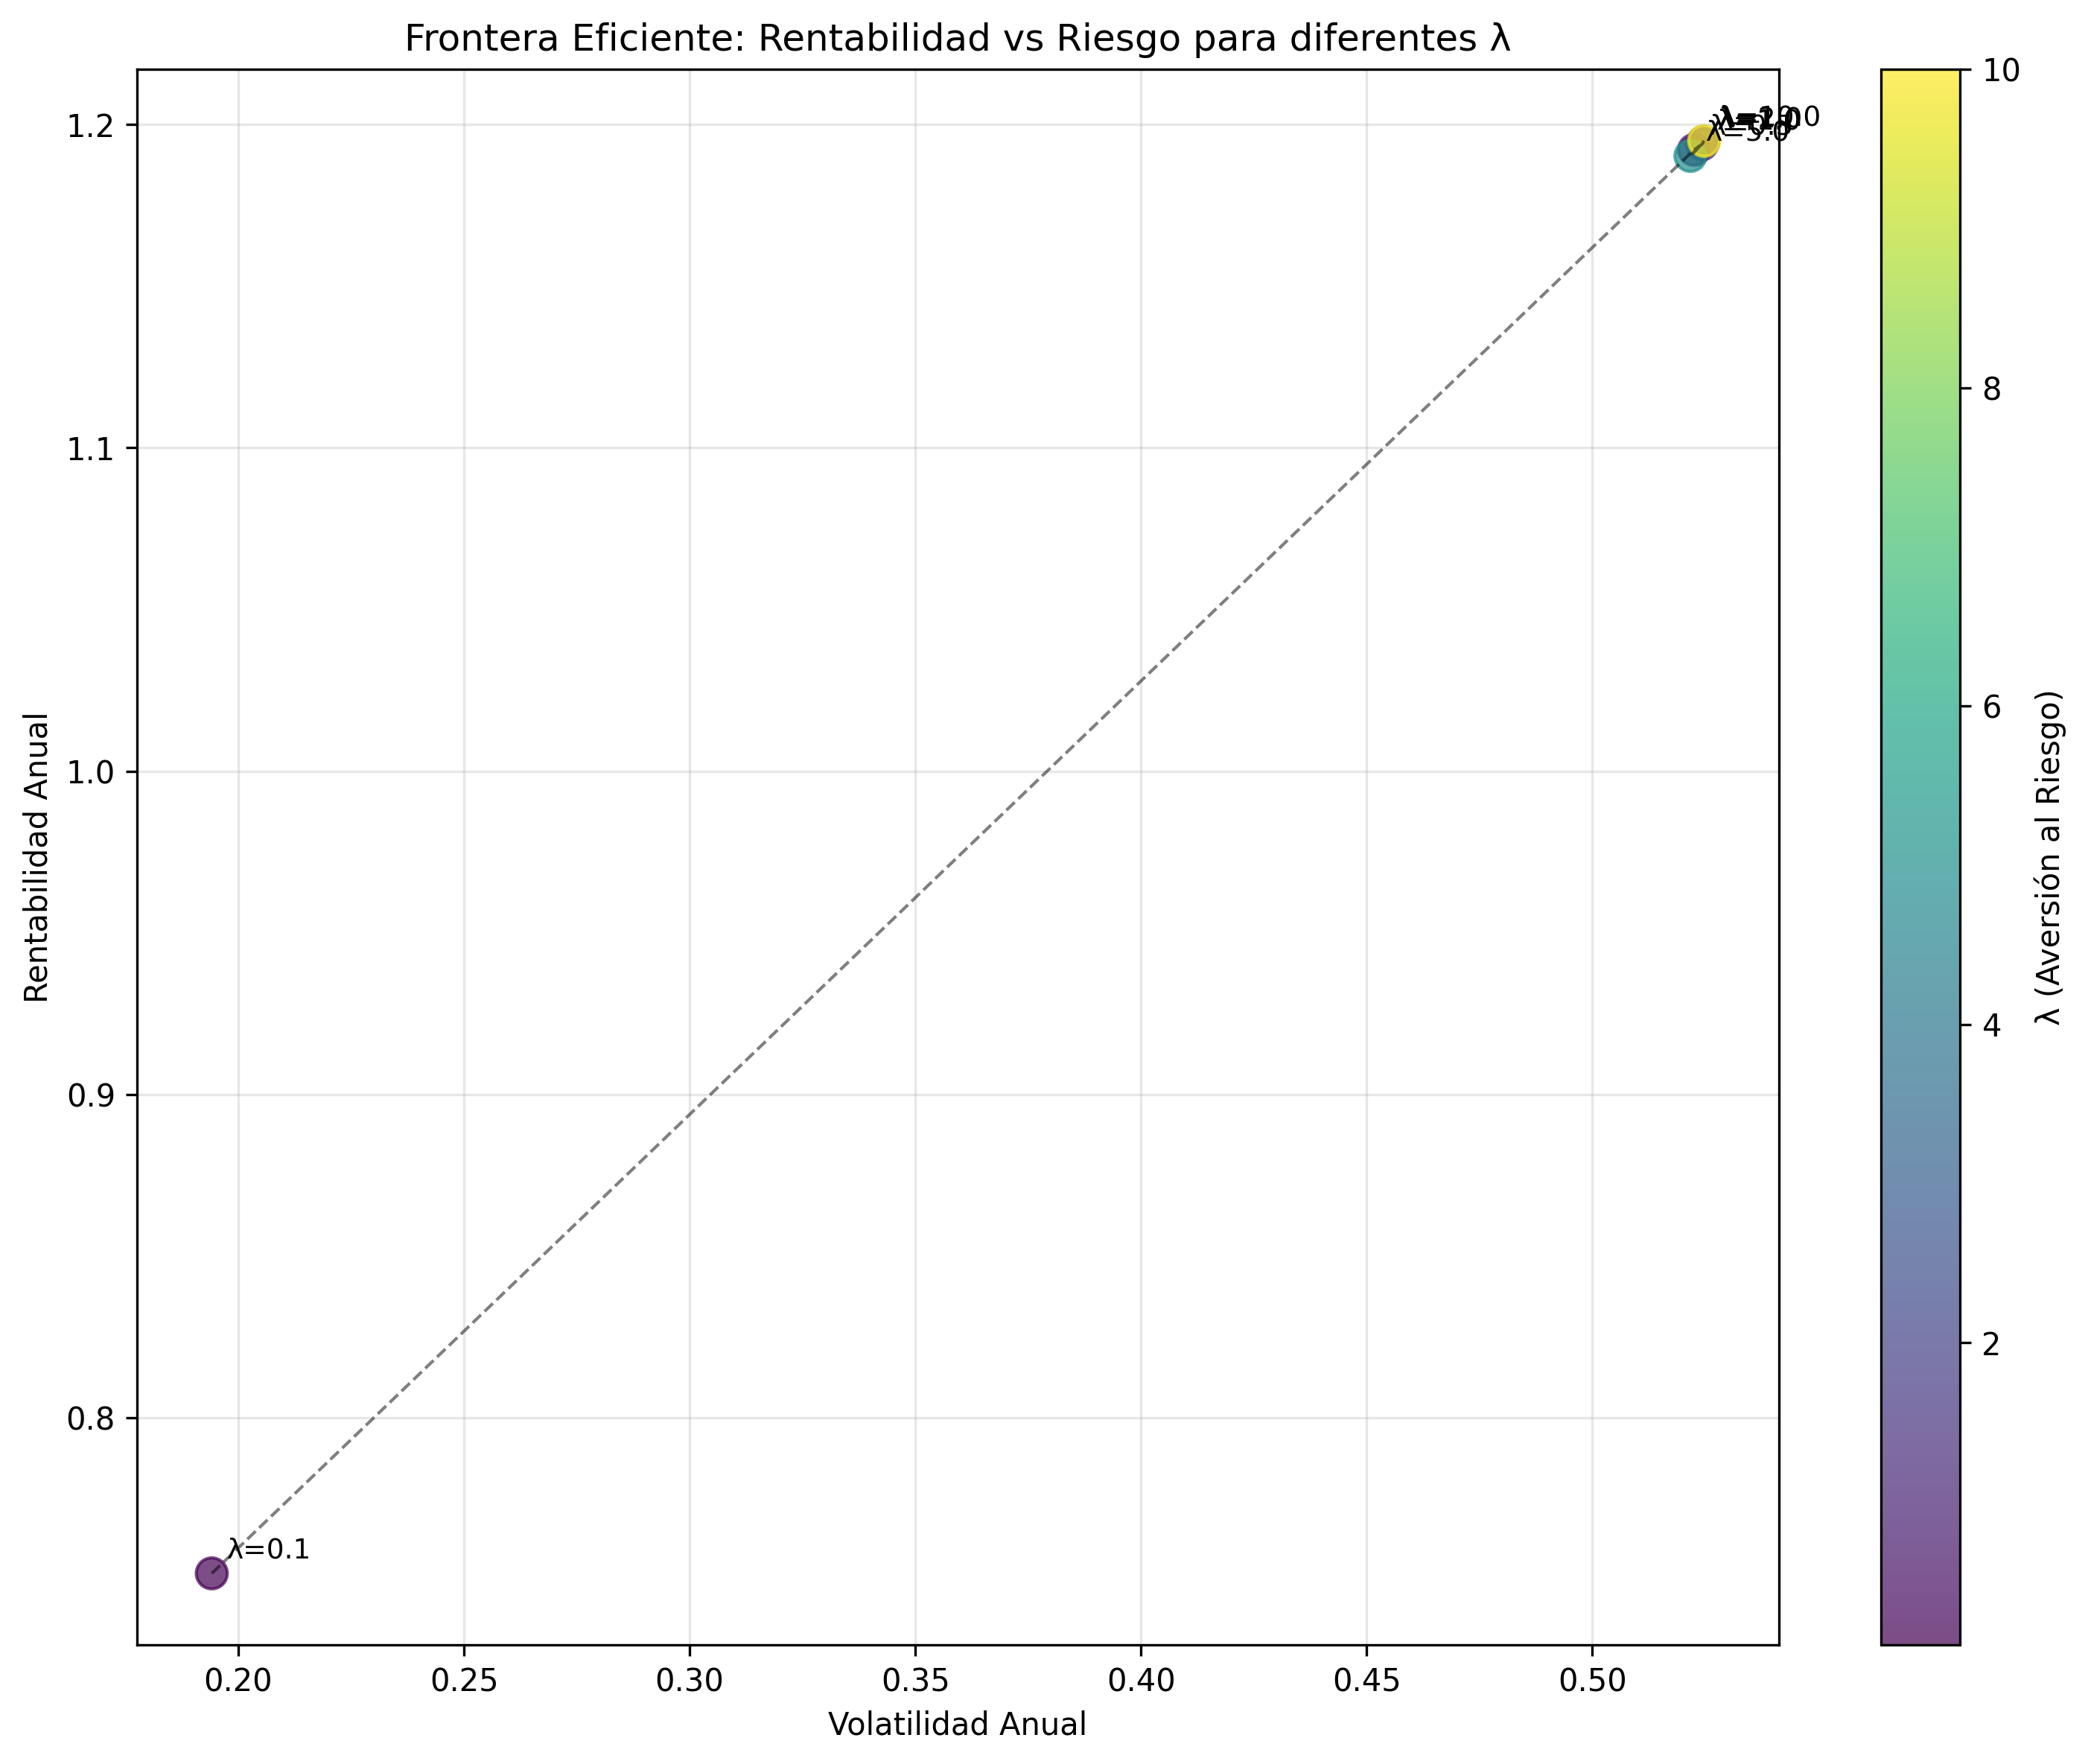 Frontera Eficiente: Rentabilidad vs Riesgo para diferentes λ
1.2
1.1
1.0
0.9
0.8
Rentabilidad Anual
λ=5.0
λ=0.1
0.20
0.25
0.30
0.35
0.40
0.45
0.50
Volatilidad Anual
10
8
6
4
2
λ (Aversión al Riesgo)